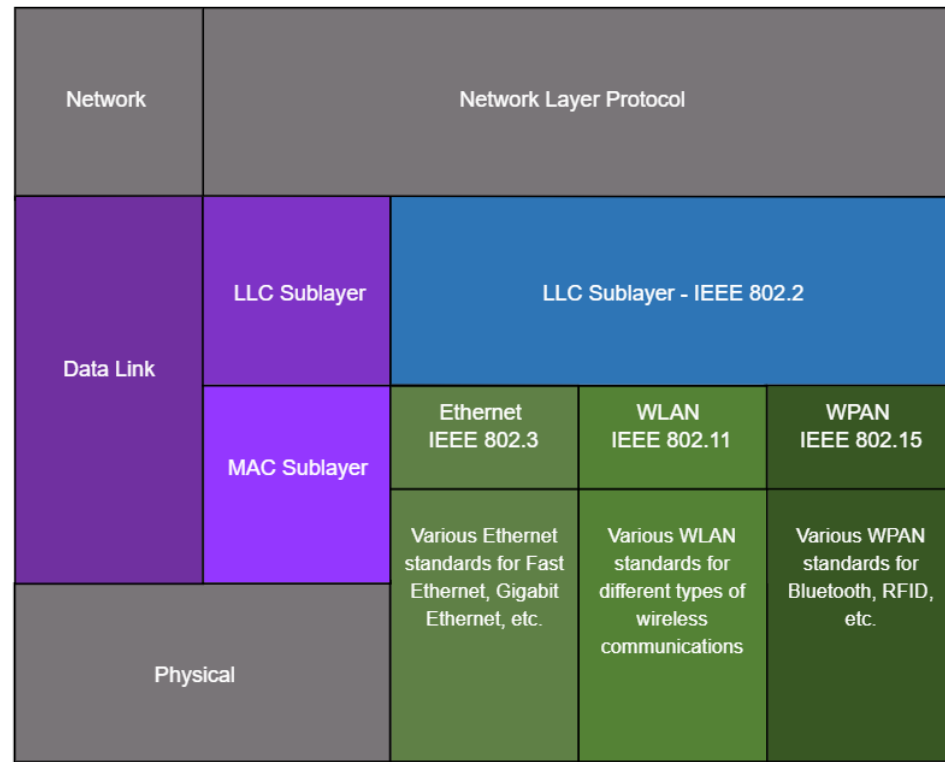 Network
Network Layer Protocol
Data Link
LLC Sublayer
LLC Sublayer - IEEE 802.2
MAC Sublayer
Ethernet
IEEE 802.3
WLAN
IEEE 802.11
WPAN
IEEE 802.15
Various Ethernet
standards for Fast
Ethernet, Gigabit
Ethernet, etc.
Various WLAN
standards for
different types of
wireless
communications
Various WPAN
standards for
Bluetooth, RFID,
etc.
Physical